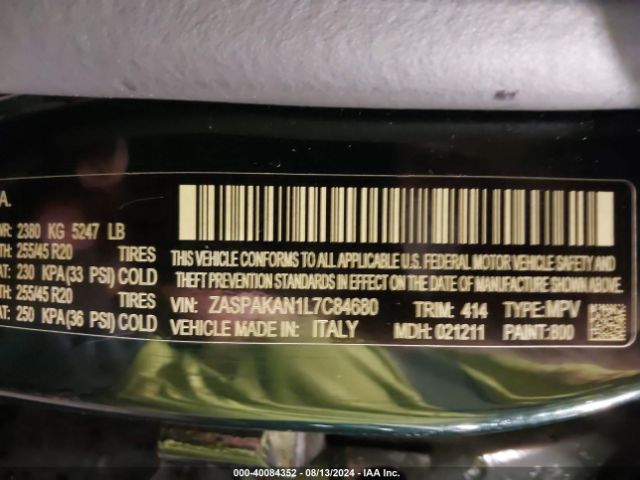 A.
WR: 2380 KG 5247 LB
TH: 255/45 R20 TIRES
AT: 230 KPA(33 PSI) COLD
TH: 255/45 R20 TIRES
AT: 250 KPA(36 PSI) COLD
THIS VEHICLE CONFORMS TO ALL APPLICABLE U.S. FEDERAL MOTOR VEHICLE SAFETY AND
THEFT PREVENTION STANDARDS IN EFFECT ON THE DATE OF MANUFACTURE SHOWN ABOVE.
VIN: ZASPAKAN1L7C84680 TRIM: 414 TYPE: MPV
VEHICLE MADE IN: ITALY MDH: 021211 PAINT: 800
000-40084352 - 08/13/2024 - IAA Inc.